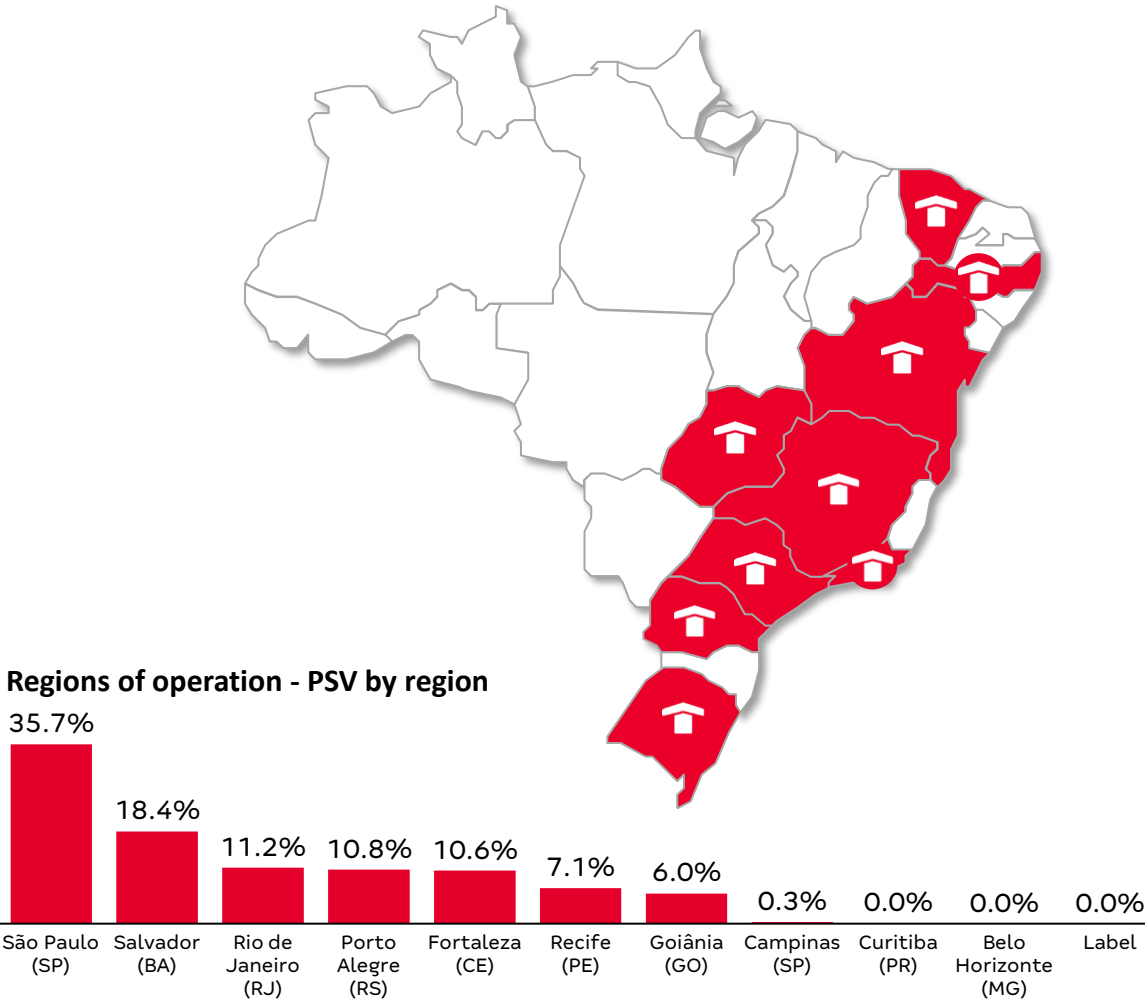 Regions of operation - PSV by region
35.7%
18.4%
11.2%
10.8%
10.6%
7.1%
6.0%
0.3%
0.0%
0.0%
0.0%
São Paulo
(SP)
Salvador
(BA)
Rio de
Janeiro
(RJ)
Porto
Alegre
(RS)
Fortaleza
(CE)
Recife
(PE)
Goiânia
(GO)
Campinas
(SP)
Curitiba
(PR)
Belo
Horizonte
(MG)
Label